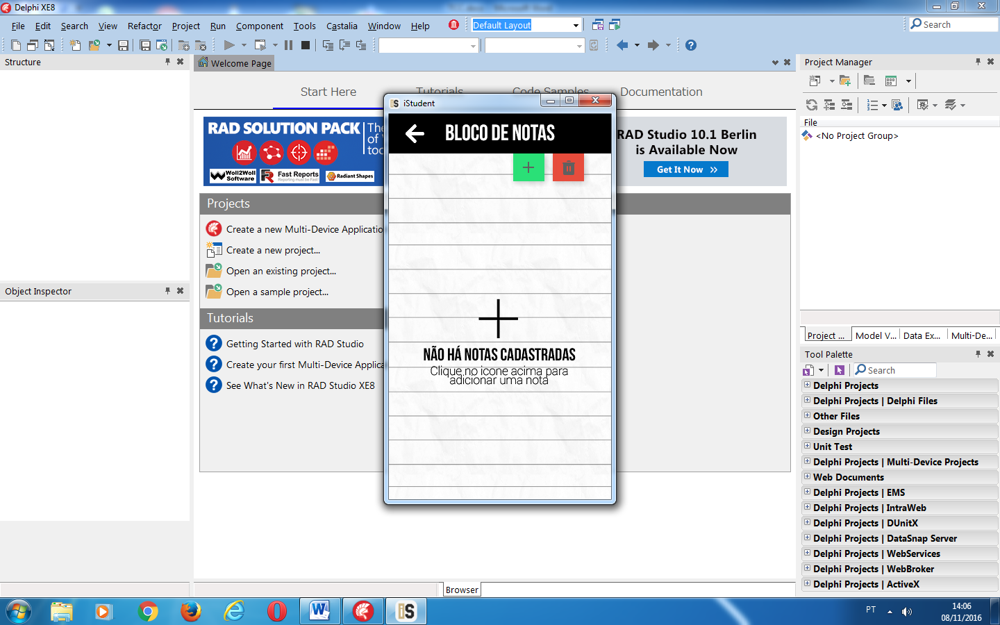 Delphi XE8
File Edit Search View Refactor Project Run Component Tools Castalia Window Help
Default Layout
Search
Structure
Welcome Page
Project Manager
Start Here Tutorials Code Samples Documentation
iStudent
BLOCO DE NOTAS
NÃO HÁ NOTAS CADASTRADAS
Clique no icone acima para
adicionar uma nota
RAD SOLUTION PACK
The
of
too
Woll2Woll
Software
Fast Reports
Reporting must be Fast!
Radiant Shapes
RAD Studio 10.1 Berlin
is Available Now
Get It Now »
Projects
Create a new Multi-Device Applicatio
Create a new project...
Open an existing project...
Open a sample project...
Tutorials
Getting Started with RAD Studio
Create your first Multi-Device Applica
See What's New in RAD Studio XE8
Object Inspector
File
<No Project Group>
Project ... Model V... Data Ex... Multi-De...
Tool Palette
Search
Delphi Projects
Delphi Projects | Delphi Files
Other Files
Design Projects
Unit Test
Delphi Projects | Multi-Device Projects
Web Documents
Delphi Projects | EMS
Delphi Projects | IntraWeb
Delphi Projects | DUnitX
Delphi Projects | DataSnap Server
Delphi Projects | WebServices
Delphi Projects | WebBroker
Delphi Projects | ActiveX
Browser
iS
PT
14:06
08/11/2016